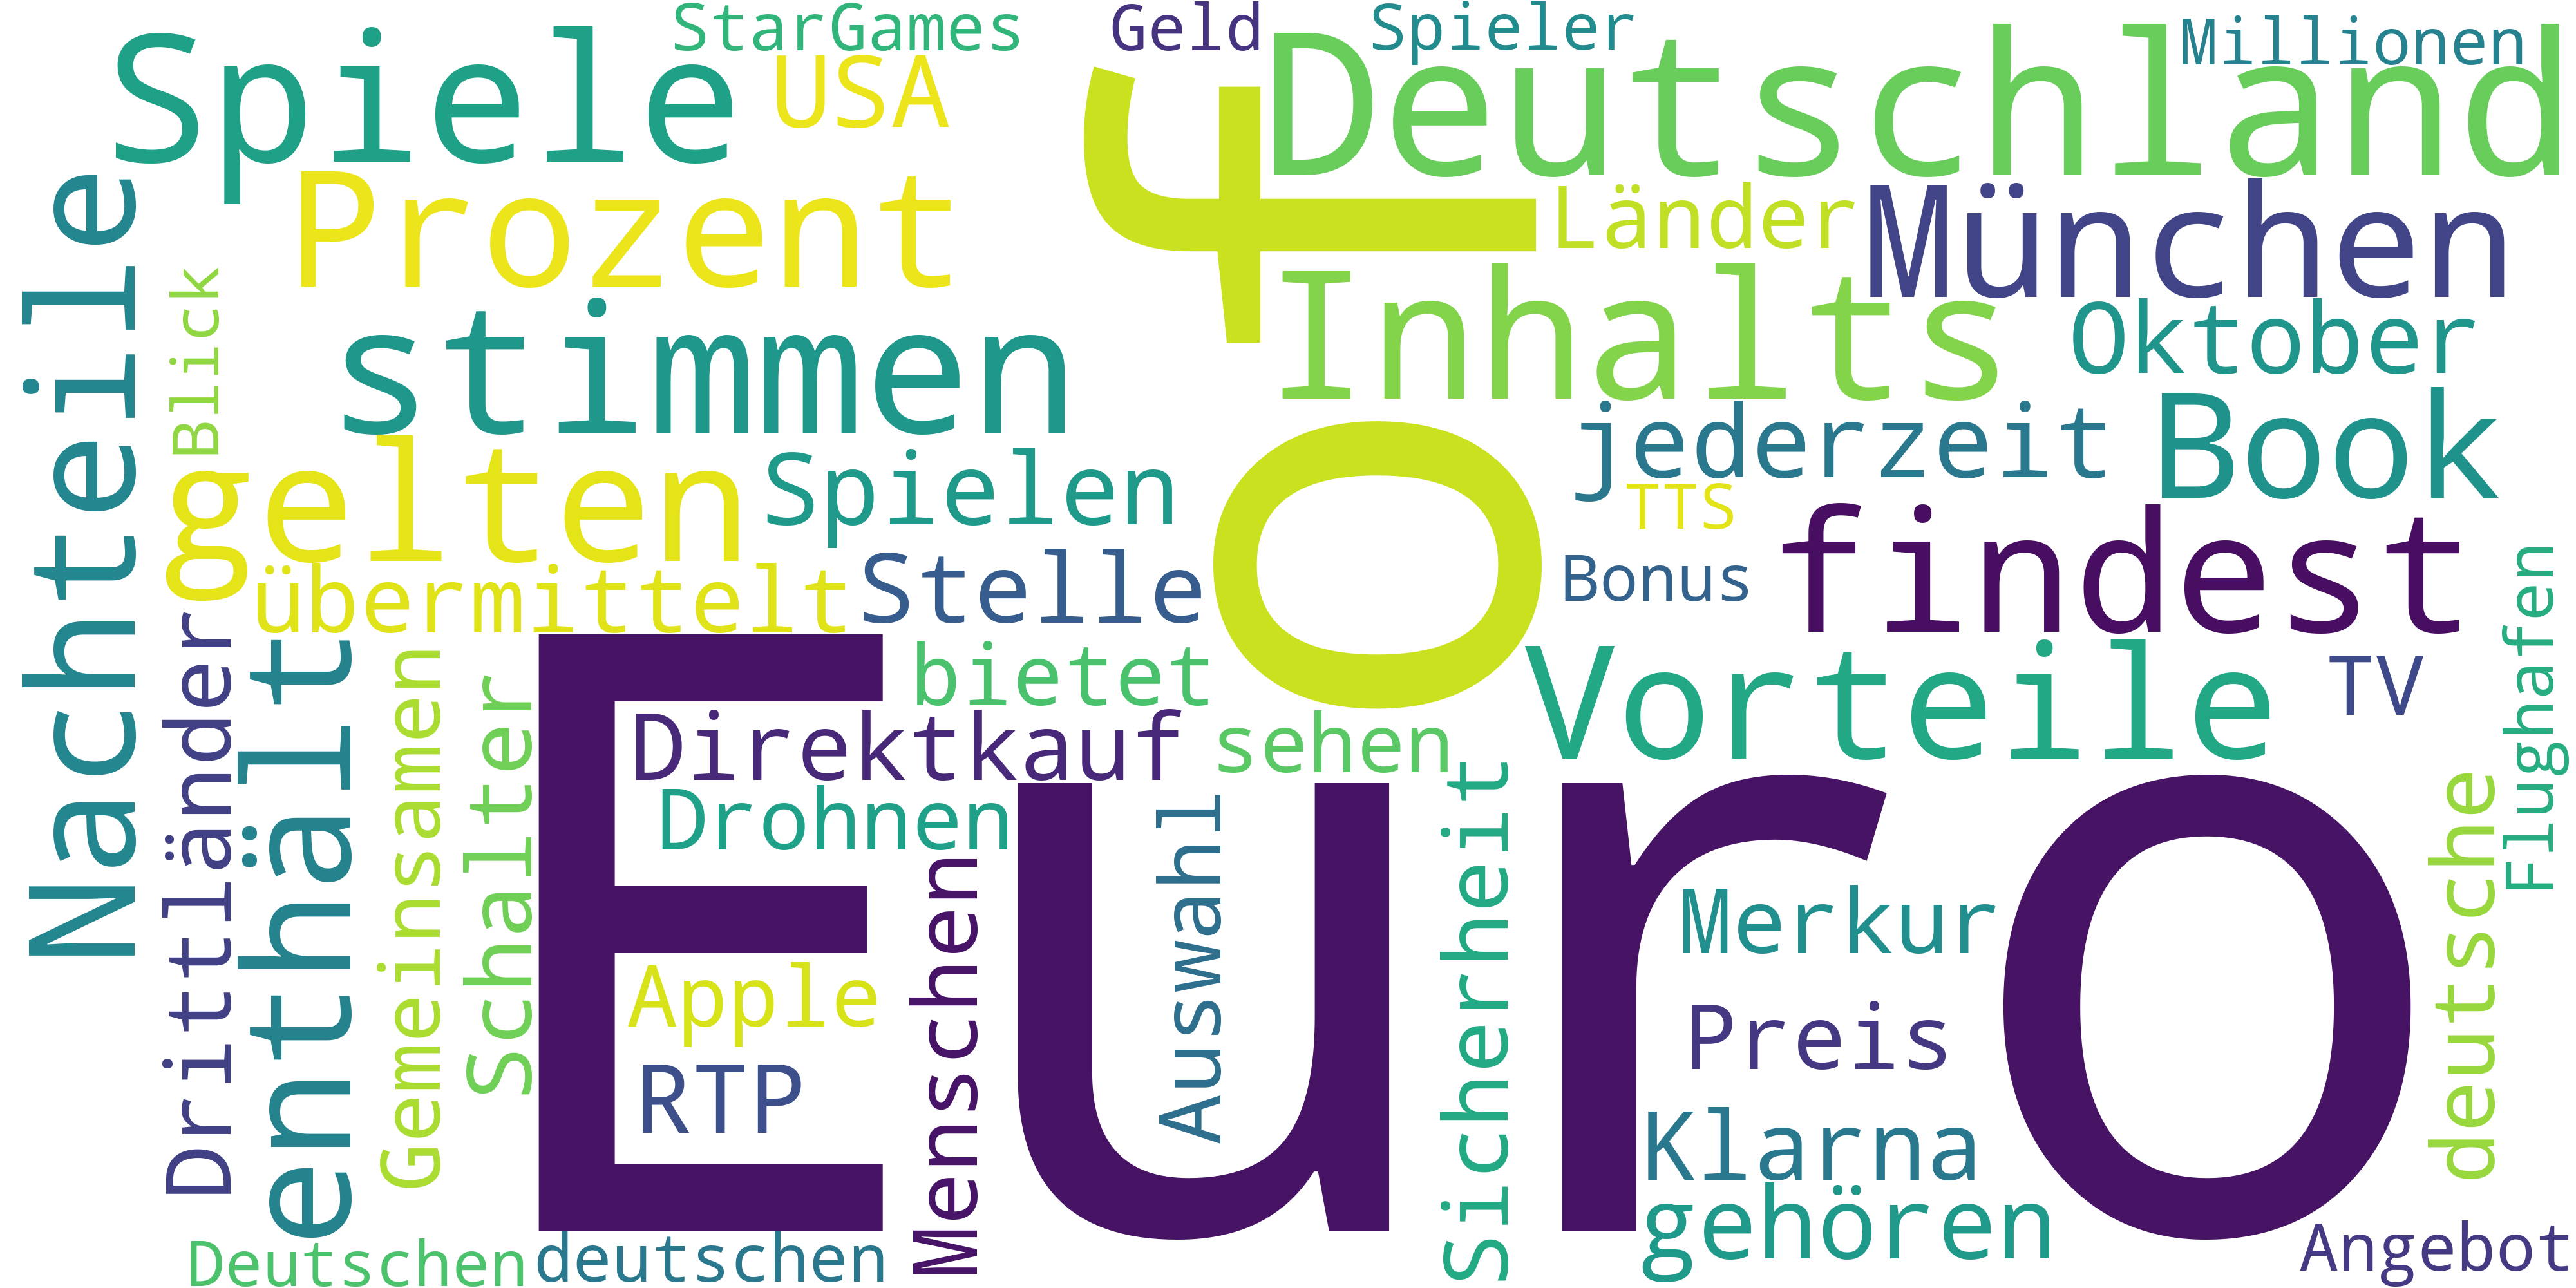 StarGames
Geld
Spieler
Millionen
Spiele
USA
Deutschland
of
Prozent
Länder
München
Nachteile
Blick
stimmen
Inhalts
Oktober
jederzeit
Book
gelten
Spielen
TTS
findest
übermittelt
Stelle
Bonus
Flughafen
Drittländer
enthält
Gemeinsamen
Schalter
bietet
Vorteile
TV
Direktkauf
sehen
Drohnen
Euro
Menschen
Auswahl
Sicherheit
deutsche
Merkur
Apple
Preis
RTP
Klarna
gehören
Deutschen
deutschen
Angebot